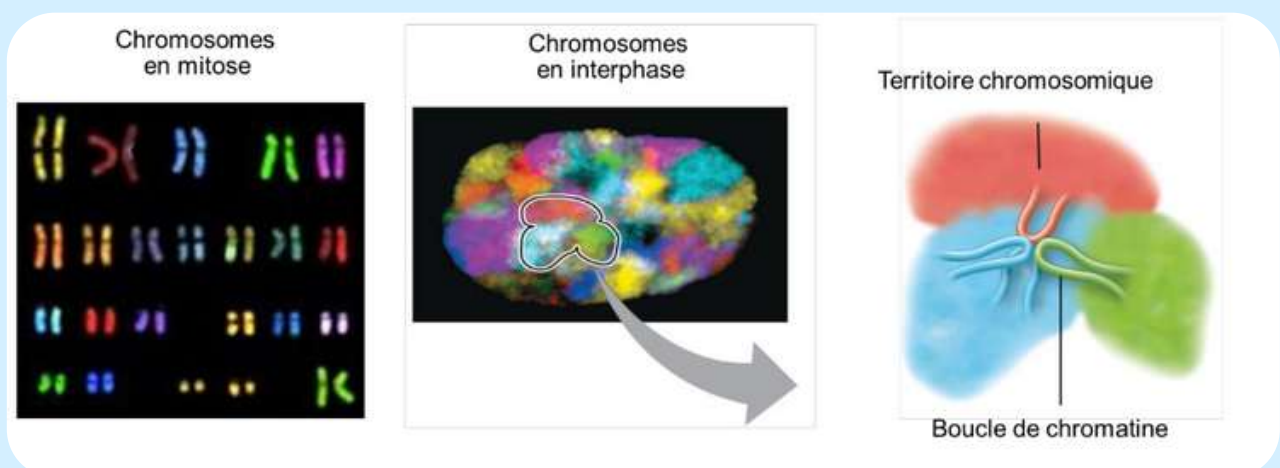 Chromosomes
en mitose
Chromosomes
en interphase
Territoire chromosomique
Boucle de chromatine